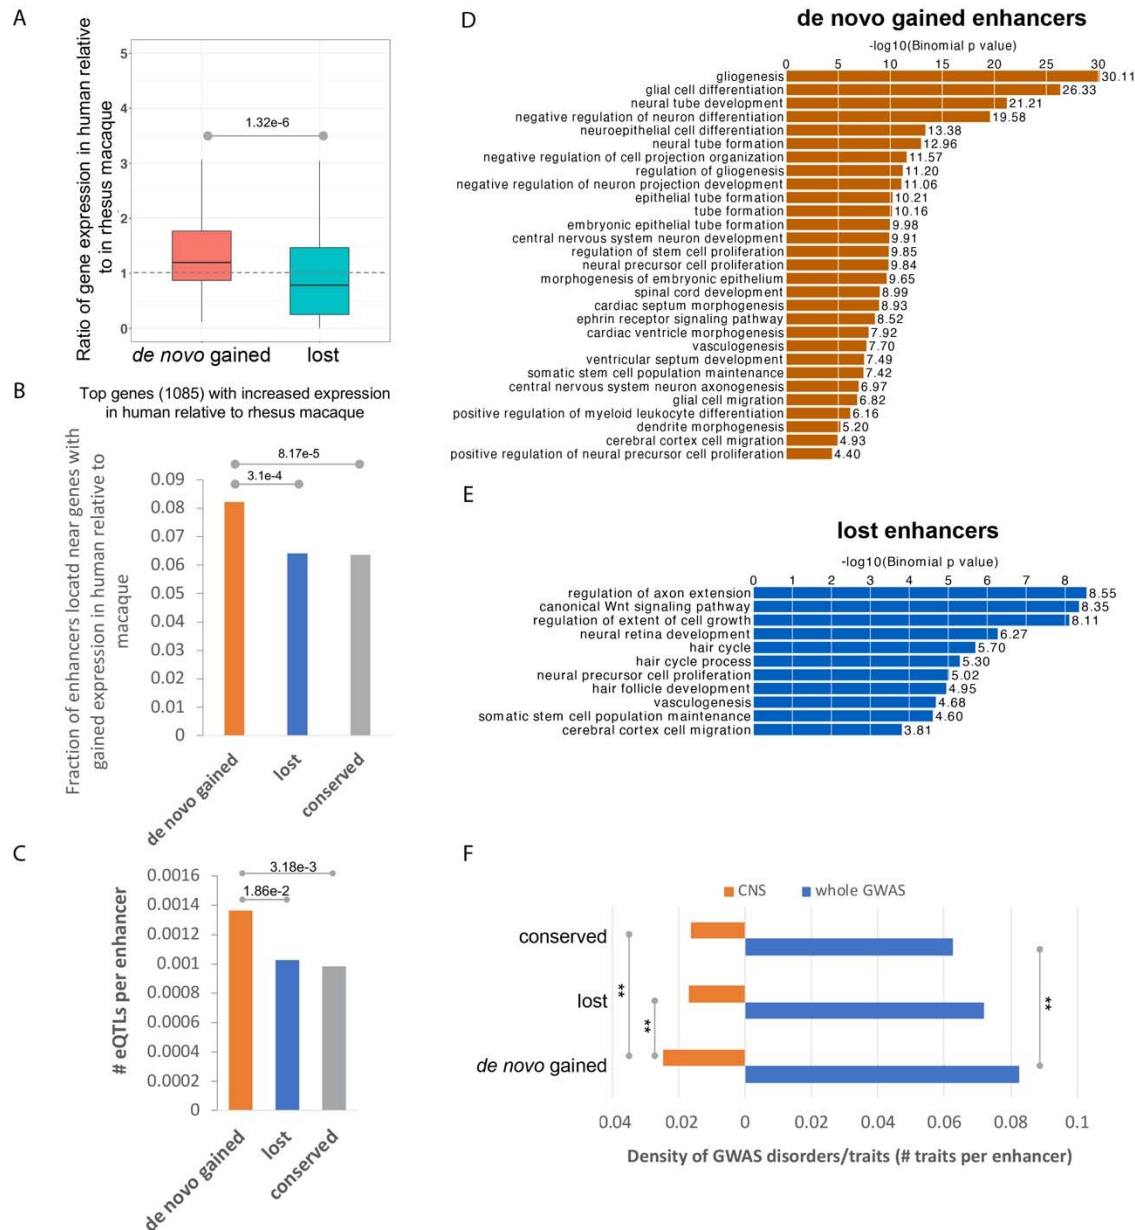 A
Ratio of gene expression in human relative
to in rhesus macaque
5
4
3
2
1
0
1.32e-6
de novo gained
lost
B
Top genes (1085) with increased expression
in human relative to rhesus macaque
Fraction of enhancers locatd near genes with
gained expression in human relative to
macaque
0.09
0.08
0.07
0.06
0.05
0.04
0.03
0.02
0.01
0
8.17e-5
3.1e-4
de novo gained
lost
conserved
C
# eQTLs per enhancer
0.0016
0.0014
0.0012
0.001
0.0008
0.0006
0.0004
0.0002
0
3.18e-3
1.86e-2
de novo gained
lost
conserved
D
de novo gained enhancers
-log10(Binomial p value)
0 5 10 15 20 25 30
gliogenesis 30.11
glial cell differentiation 26.33
neural tube development 21.21
negative regulation of neuron differentiation 19.58
neuroepithelial cell differentiation 13.38
neural tube formation 12.96
negative regulation of cell projection organization 11.57
regulation of gliogenesis 11.20
negative regulation of neuron projection development 11.06
epithelial tube formation 10.21
tube formation 10.16
embryonic epithelial tube formation 9.98
central nervous system neuron development 9.91
regulation of stem cell proliferation 9.85
neural precursor cell proliferation 9.84
morphogenesis of embryonic epithelium 9.65
spinal cord development 8.99
cardiac septum morphogenesis 8.93
ephrin receptor signaling pathway 8.52
cardiac ventricle morphogenesis 7.92
vasculogenesis 7.70
ventricular septum development 7.49
somatic stem cell population maintenance 7.42
central nervous system neuron axonogenesis 6.97
glial cell migration 6.82
positive regulation of myeloid leukocyte differentiation 6.16
dendrite morphogenesis 5.20
cerebral cortex cell migration 4.93
positive regulation of neural precursor cell proliferation 4.40
E
lost enhancers
-log10(Binomial p value)
0 1 2 3 4 5 6 7 8
regulation of axon extension 8.55
canonical Wnt signaling pathway 8.35
regulation of extent of cell growth 8.11
neural retina development 6.27
hair cycle 5.70
hair cycle process 5.30
neural precursor cell proliferation 5.02
hair follicle development 4.95
vasculogenesis 4.68
somatic stem cell population maintenance 4.60
cerebral cortex cell migration 3.81
F
CNS whole GWAS
conserved
lost
de novo gained
**
**
**
0.04 0.02 0 0.02 0.04 0.06 0.08 0.1
Density of GWAS disorders/traits (# traits per enhancer)